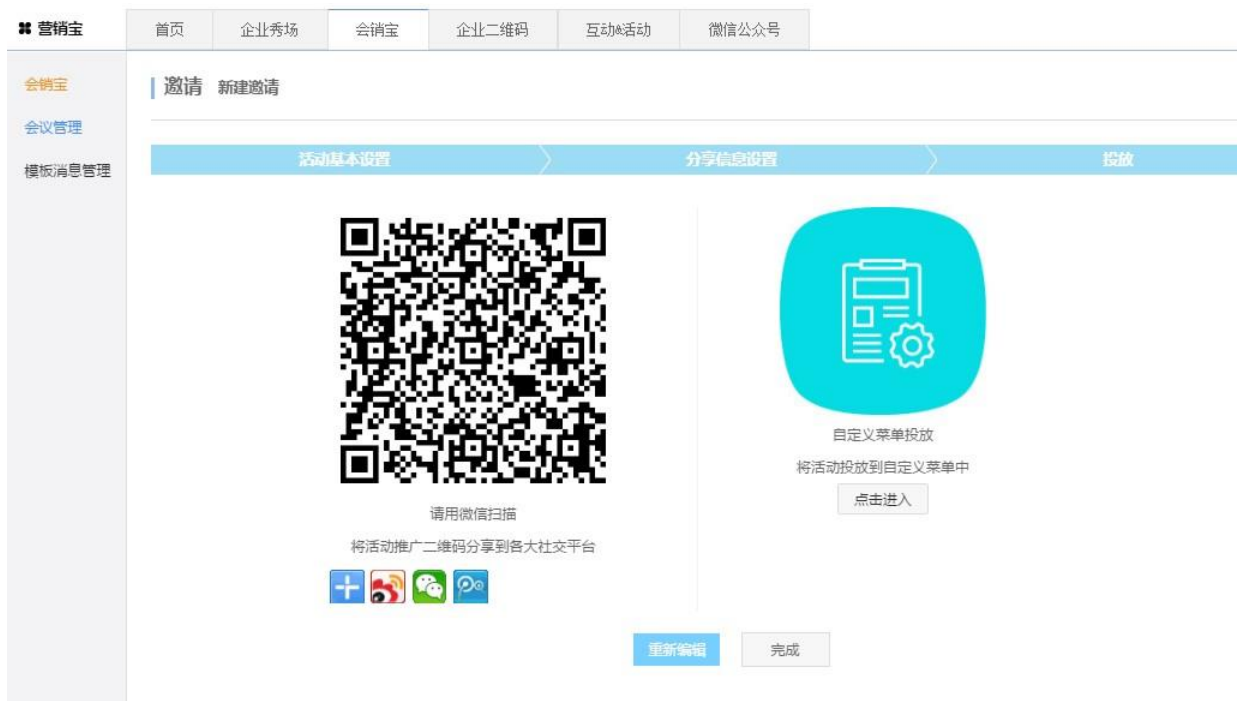 营销宝
首页 企业秀场 会销宝 企业二维码 互动&活动 微信公众号
会销宝
会议管理
模板消息管理
邀请 新建邀请
活动基本设置 分享信息设置 投放
请用微信扫描
将活动推广二维码分享到各大社交平台
自定义菜单投放
将活动投放到自定义菜单中
点击进入
重新编辑 完成